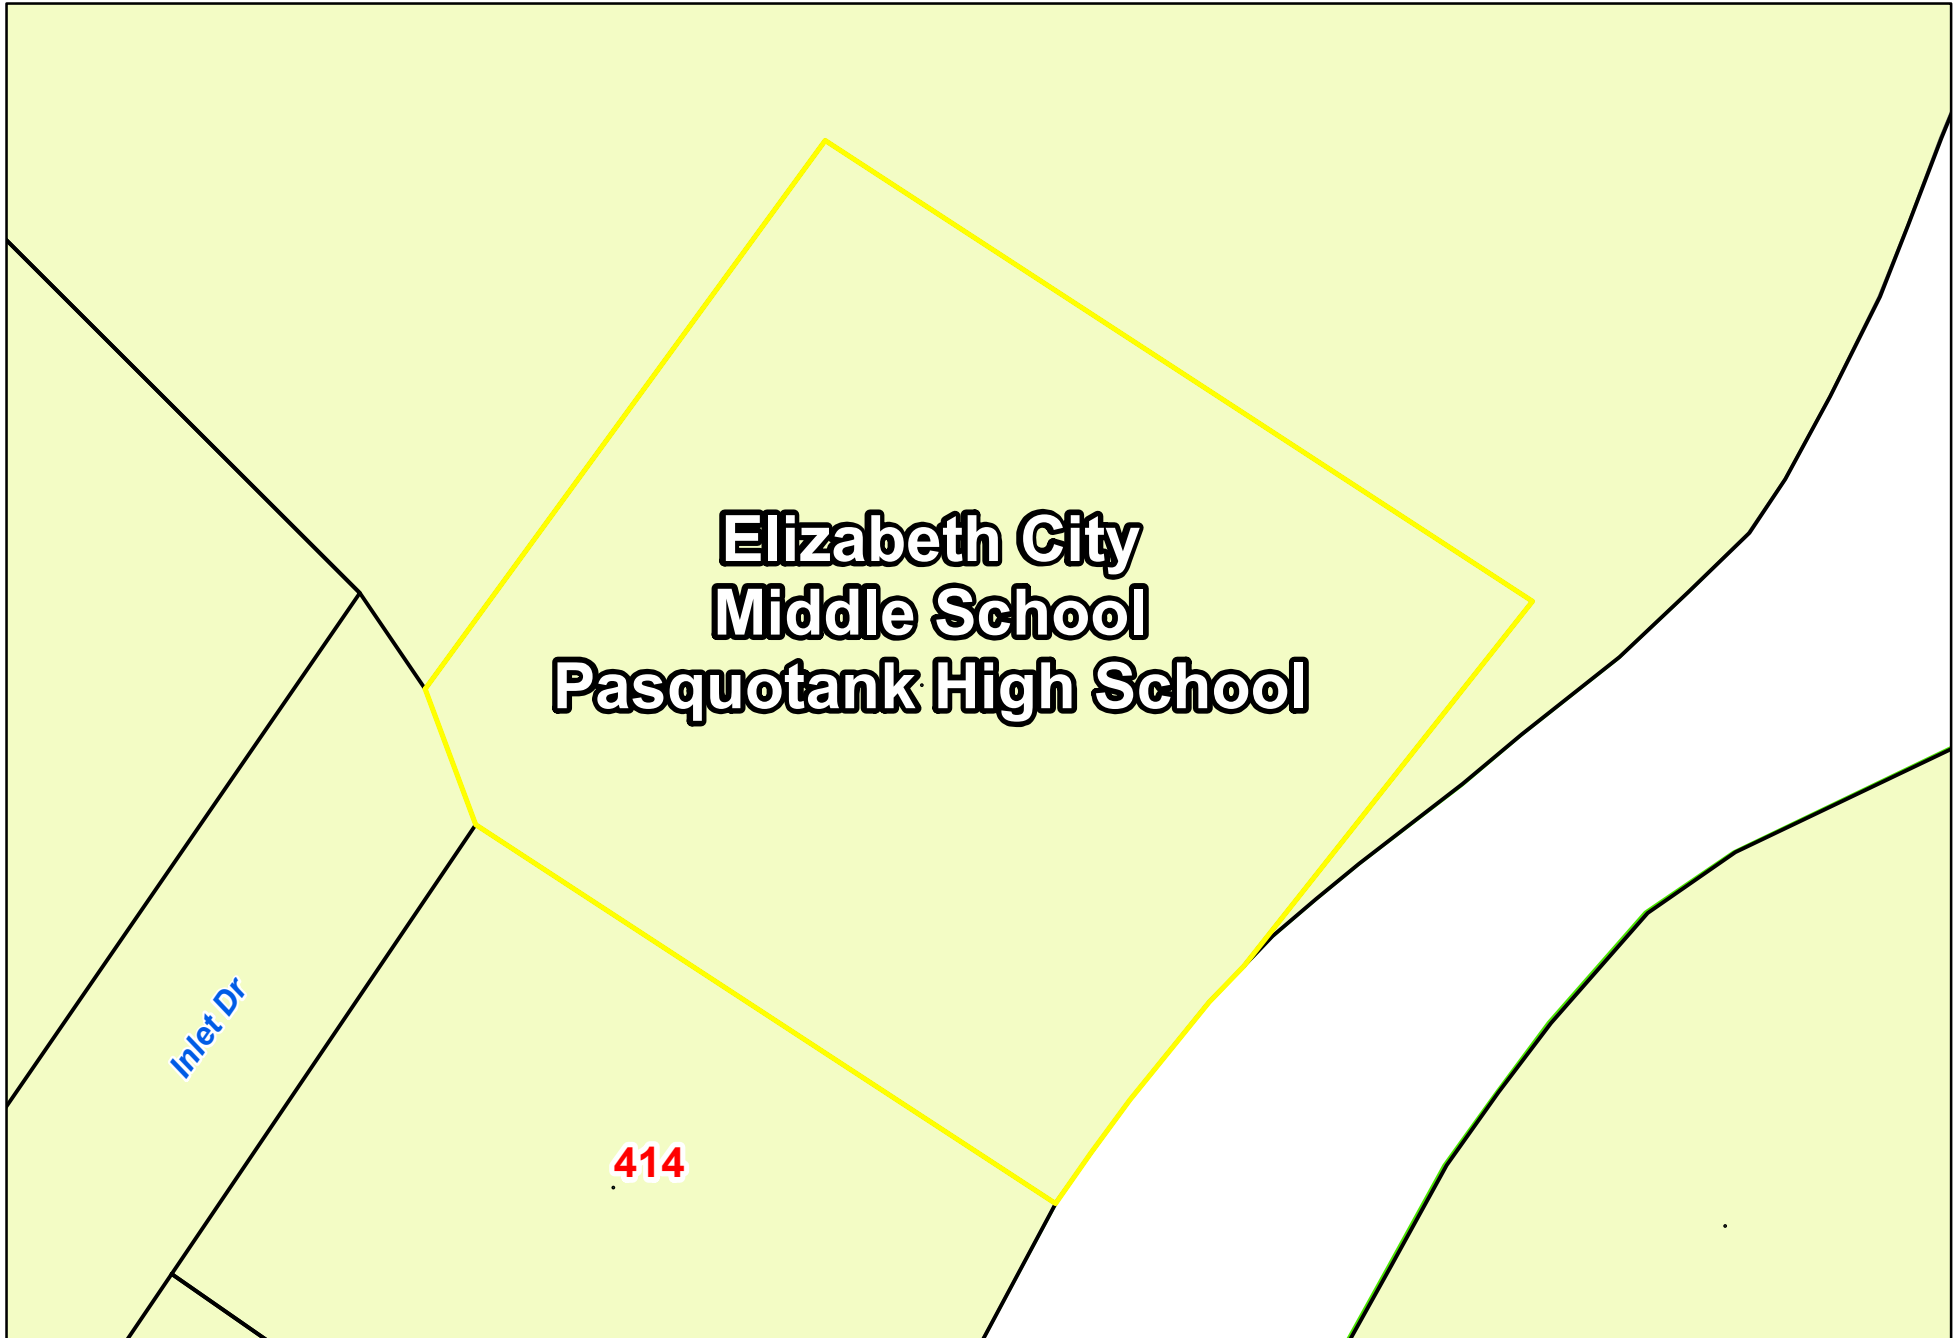 Elizabeth City
Middle School
Pasquotank High School
Inlet Dr
414